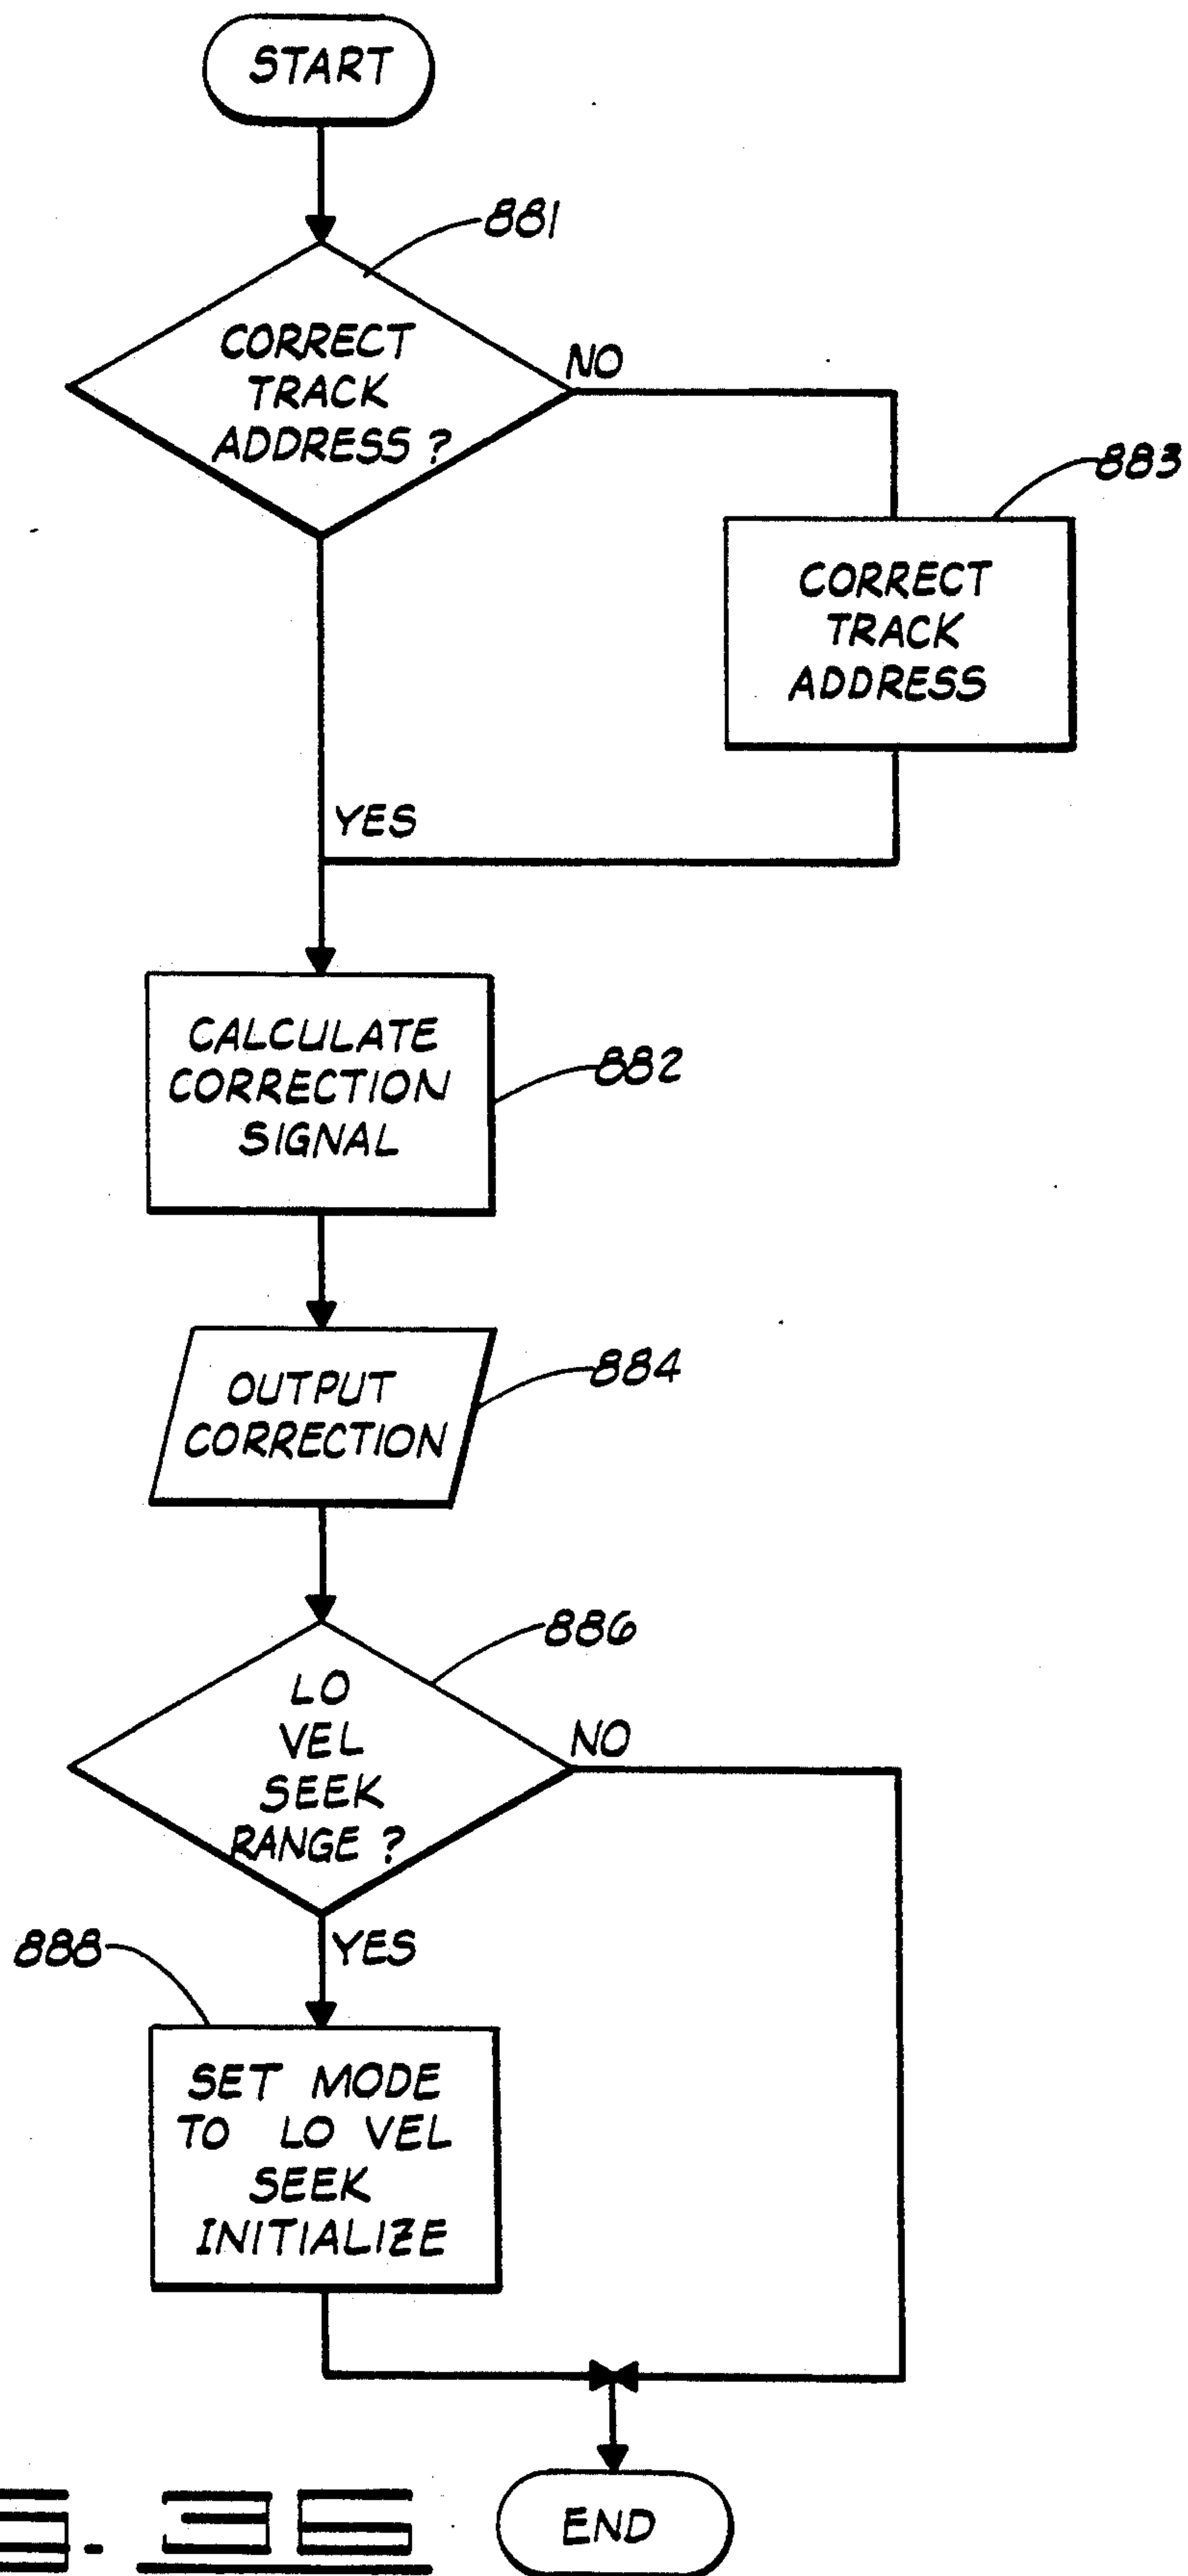 START
881
CORRECT
TRACK
ADDRESS ?
NO
883
CORRECT
TRACK
ADDRESS
YES
CALCULATE
CORRECTION
SIGNAL
882
OUTPUT
CORRECTION
884
886
LO
VEL
SEEK
RANGE ?
NO
YES
888
SET MODE
TO LO VEL
SEEK
INITIALIZE
END
35